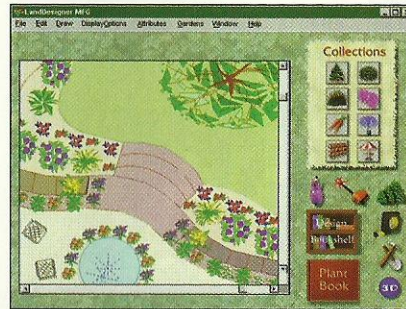 LandDesigner MFG
File Edit Draw DisplayOptions Attributes Gardens Window Help
Collections
Design
Bookshelf
Plant
Book
3D